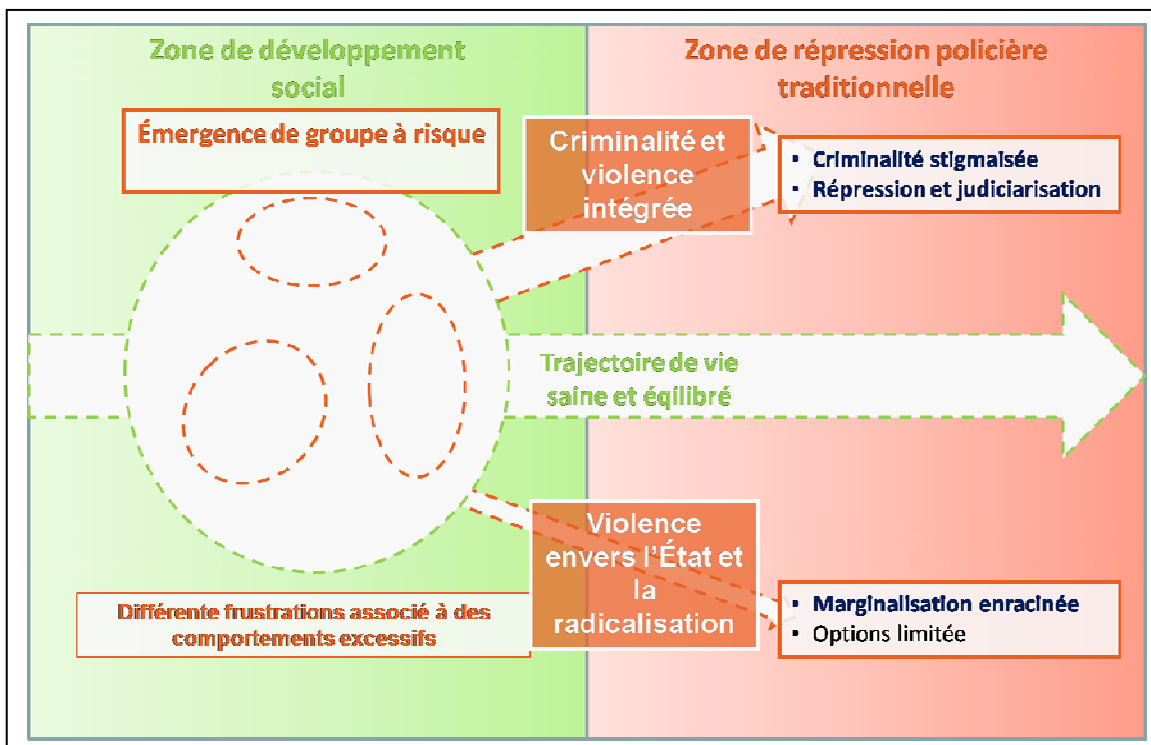 Zone de développement
social
Zone de répression policière
traditionnelle
Émergence de groupe à risque
Criminalité et
violence
intégrée
• Criminalité stigmaisée
• Répression et judiciarisation
Trajectoire de vie
saine et éqilibré
Violence
envers l'État et
la
radicalisation
Différente frustrations associé à des
comportements excessifs
• Marginalisation enracinée
• Options limitée